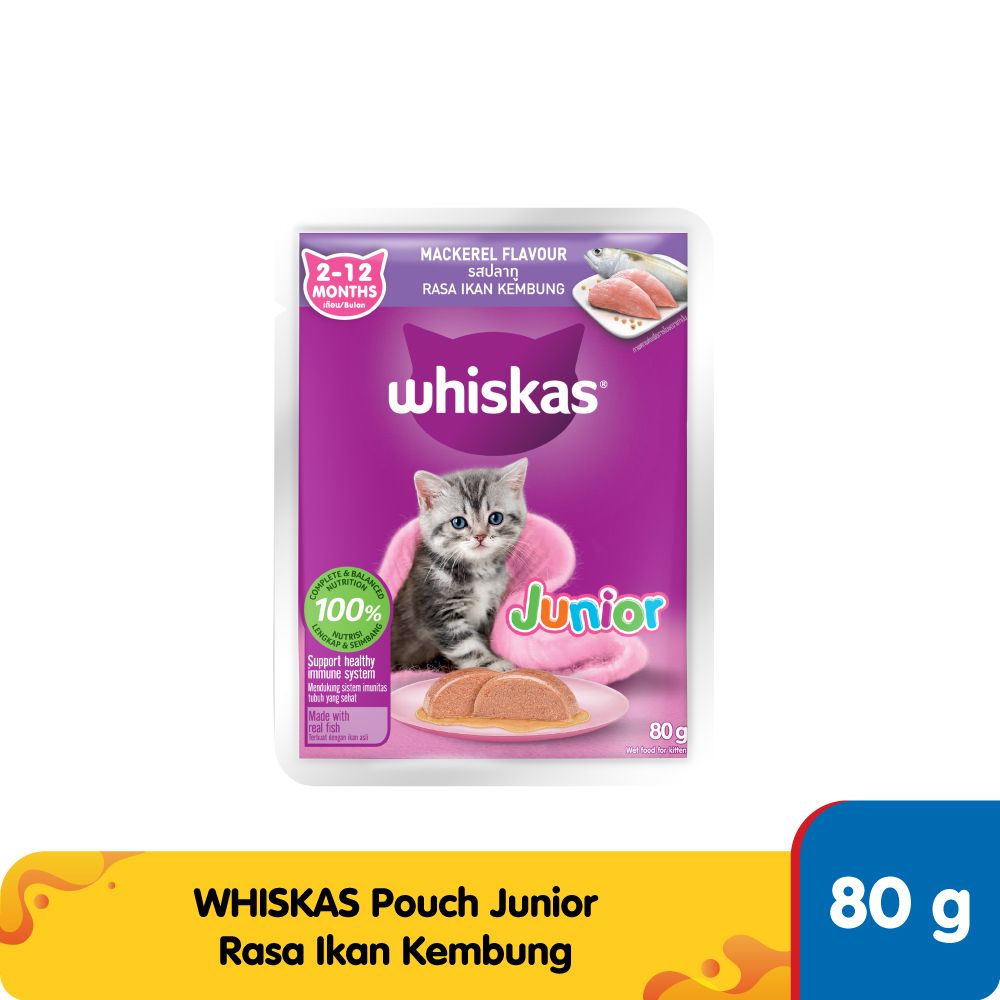 2-12
MONTHS
เดือน/Bulan
MACKEREL FLAVOUR
รสปลาทู
RASA IKAN KEMBUNG
whiskas®
COMPLETE & BALANCED
NUTRITION
100%
NUTRISI
LENGKAP & SEIMBANG
Junior
Support healthy
immune system
Mendukung sistem imunitas
tubuh yang sehat
Made with
real fish
Terbuat dengan ikan asli
80 g
Wet food for kitten
WHISKAS Pouch Junior
Rasa Ikan Kembung
80 g